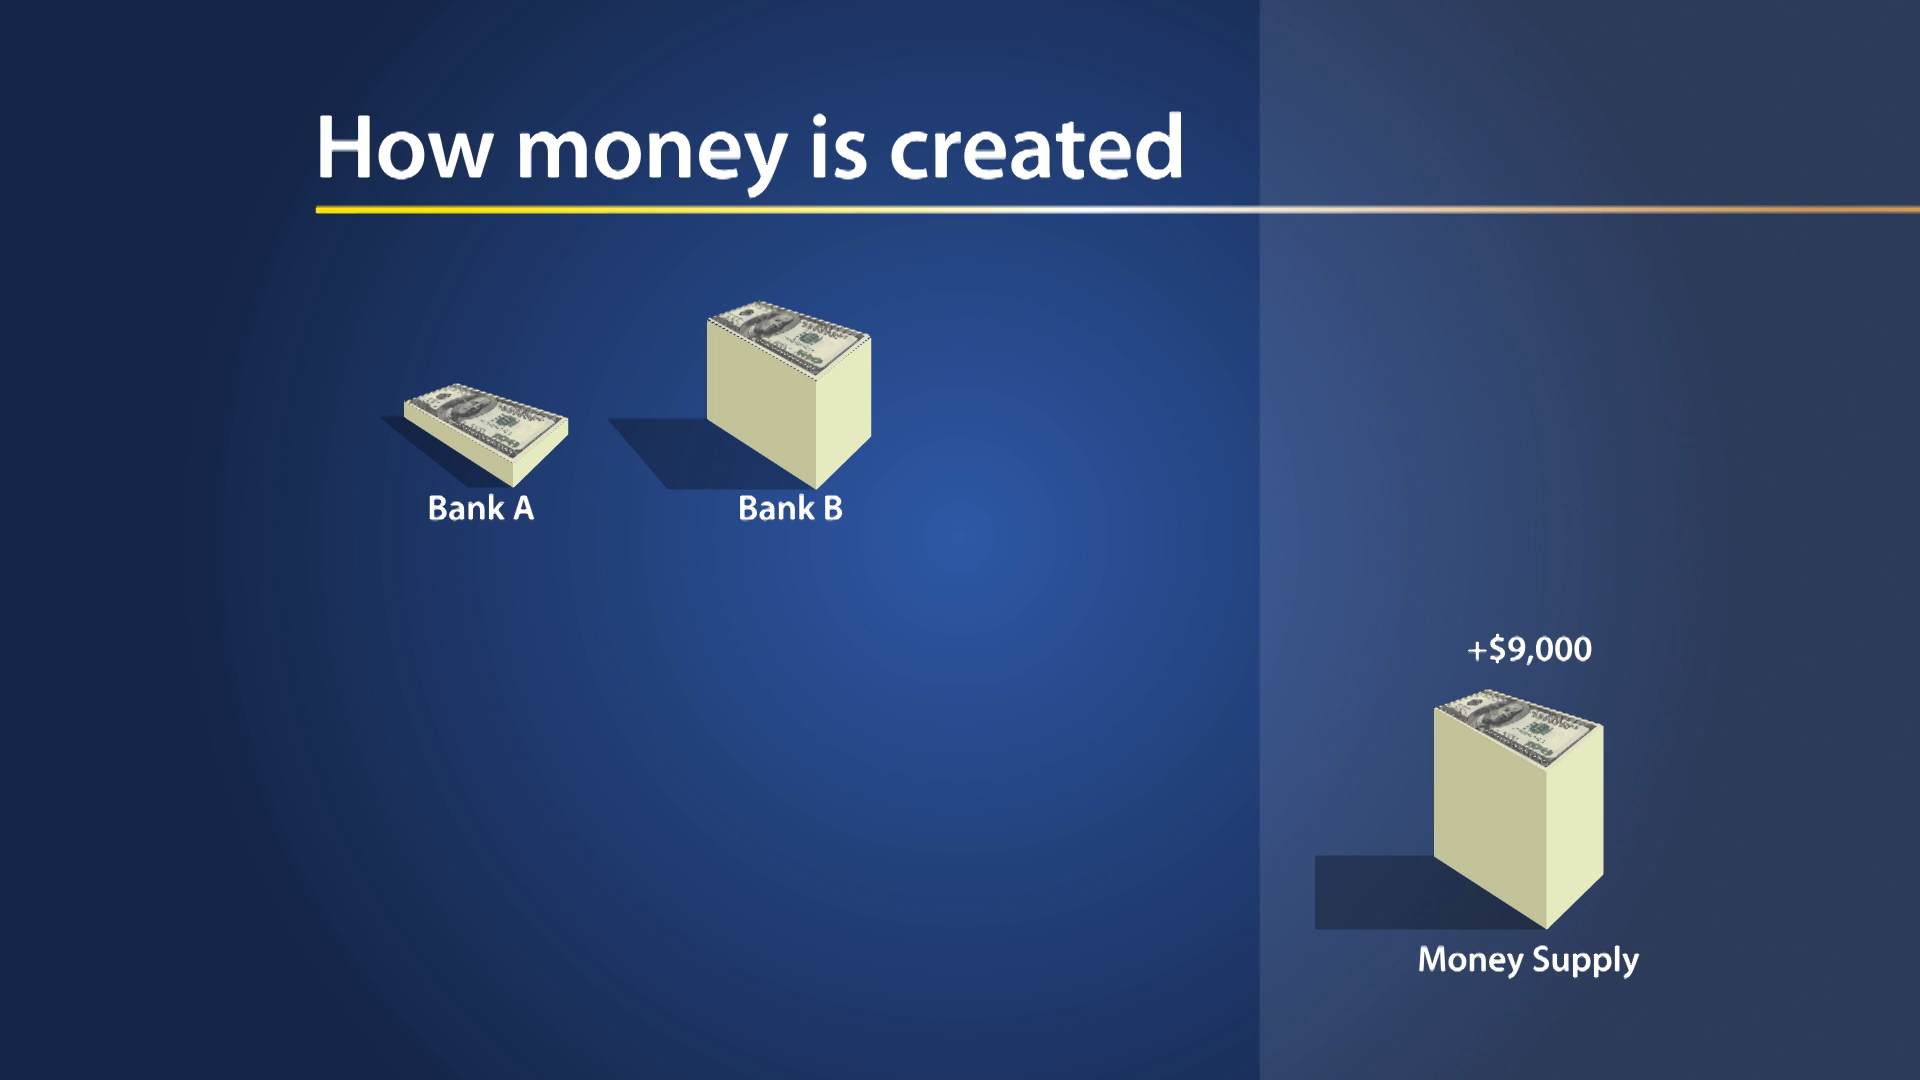 How money is created
Bank A
Bank B
+$9,000
Money Supply